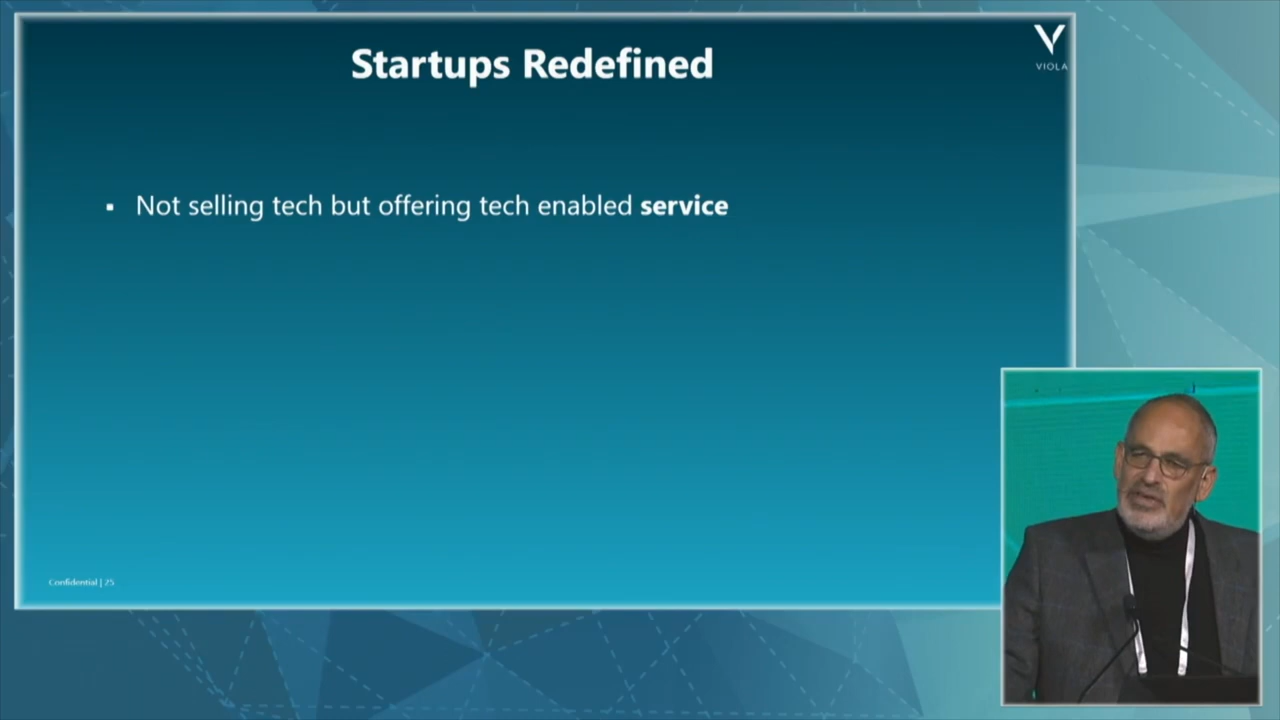 Startups Redefined
VIOLA
▪ Not selling tech but offering tech enabled service
Confidential | 25